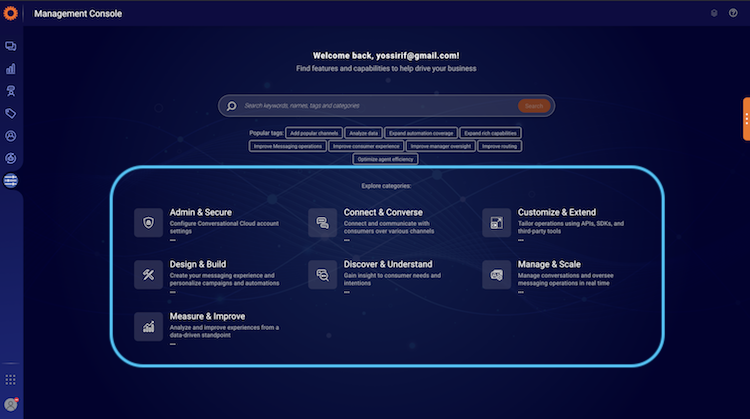 Management Console
Welcome back, yossirif@gmail.com!
Find features and capabilities to help drive your business
Search keywords, names, tags and categories
Search
Popular tags:
Add popular channels
Analyze data
Expand automation coverage
Expand rich capabilities
Improve Messaging operations
Improve consumer experience
Improve manager oversight
Improve routing
Optimize agent efficiency
Explore categories:
Admin & Secure
Configure Conversational Cloud account
settings
...
Connect & Converse
Connect and communicate with
consumers over various channels
...
Customize & Extend
Tailor operations using APIs, SDKs, and
third-party tools
...
Design & Build
Create your messaging experience and
personalize campaigns and automations
...
Discover & Understand
Gain insight to consumer needs and
intentions
...
Manage & Scale
Manage conversations and oversee
messaging operations in real time
...
Measure & Improve
Analyze and improve experiences from a
data-driven standpoint
...